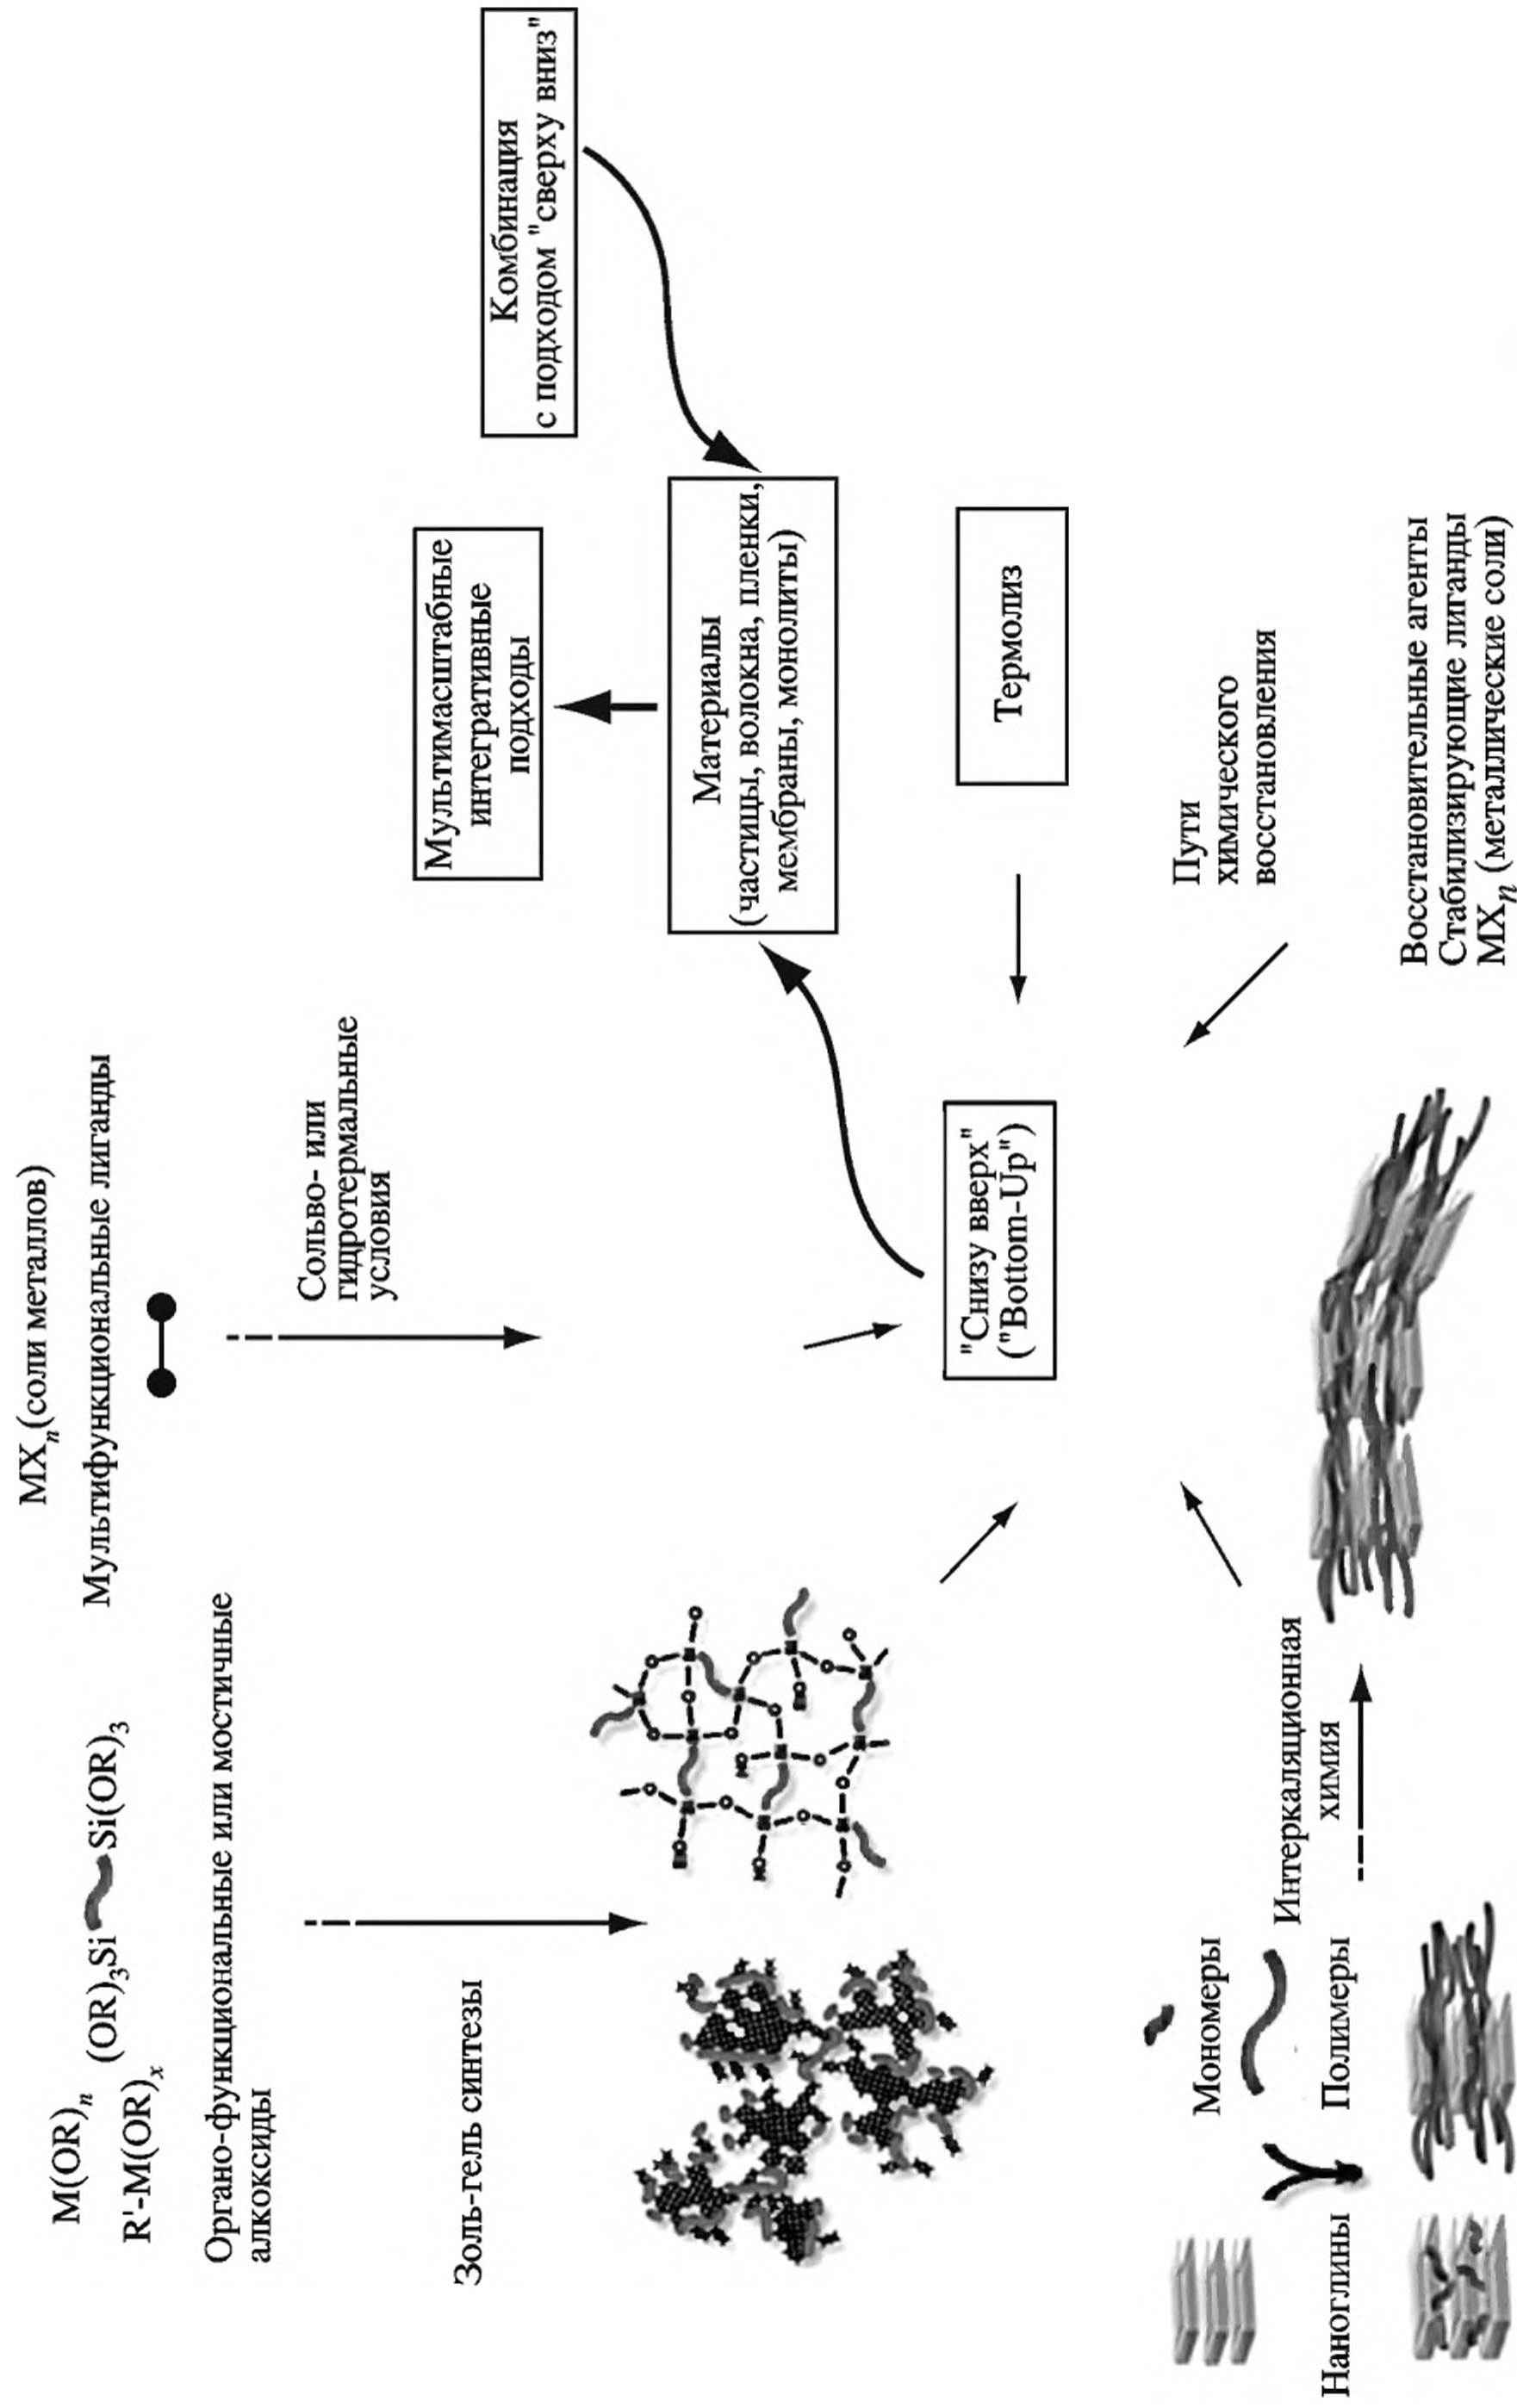 M(OR)n
R'-M(OR)x
(OR)3Si
Si(OR)3
Органо-функциональные или мостичные
алкоксиды
MXn(соли металлов)
Мультифункциональные лиганды
Сольво- или
гидротермальные
условия
Золь-гель синтезы
Мультимасштабные
интегративные
подходы
Комбинация
с подходом "сверху вниз"
Материалы
(частицы, волокна, пленки,
мембраны, монолиты)
"Снизу вверх"
("Bottom-Up")
Термолиз
Пути
химического
восстановления
Восстановительные агенты
Стабилизирующие лиганды
MXn (металлические соли)
Мономеры
Полимеры
Наноглины
Интеркаляционная
химия